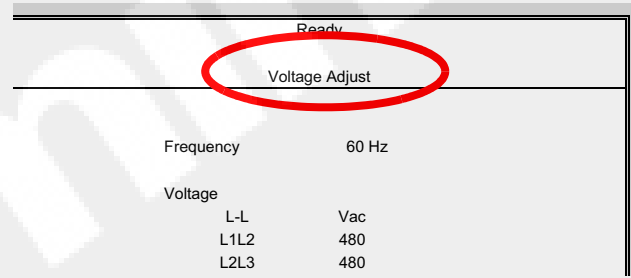 Ready
Voltage Adjust
Frequency 60 Hz
Voltage
L-L Vac
L1L2 480
L2L3 480